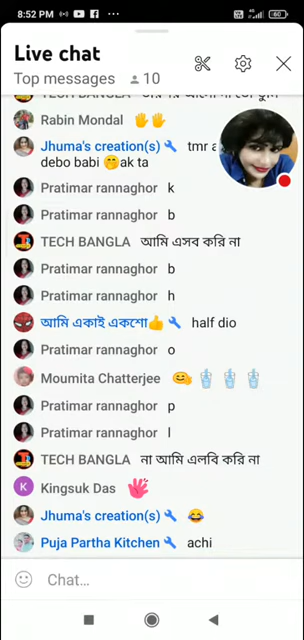 8:52 PM
60
Live chat
Top messages 10
TECH BANGLA
Rabin Mondal 🖐🖐
Jhuma's creation(s) tmr a
debo babi 🤭ak ta
Pratimar rannaghor k
Pratimar rannaghor b
TECH BANGLA আমি এসব করি না
Pratimar rannaghor b
Pratimar rannaghor h
আমি একাই একশো👍 half dio
Pratimar rannaghor o
Moumita Chatterjee 🤗 🥤 🥤 🥤
Pratimar rannaghor p
Pratimar rannaghor l
TECH BANGLA না আমি এলবি করি না
K Kingsuk Das 👋
Jhuma's creation(s) 😂
Puja Partha Kitchen achi
Chat...